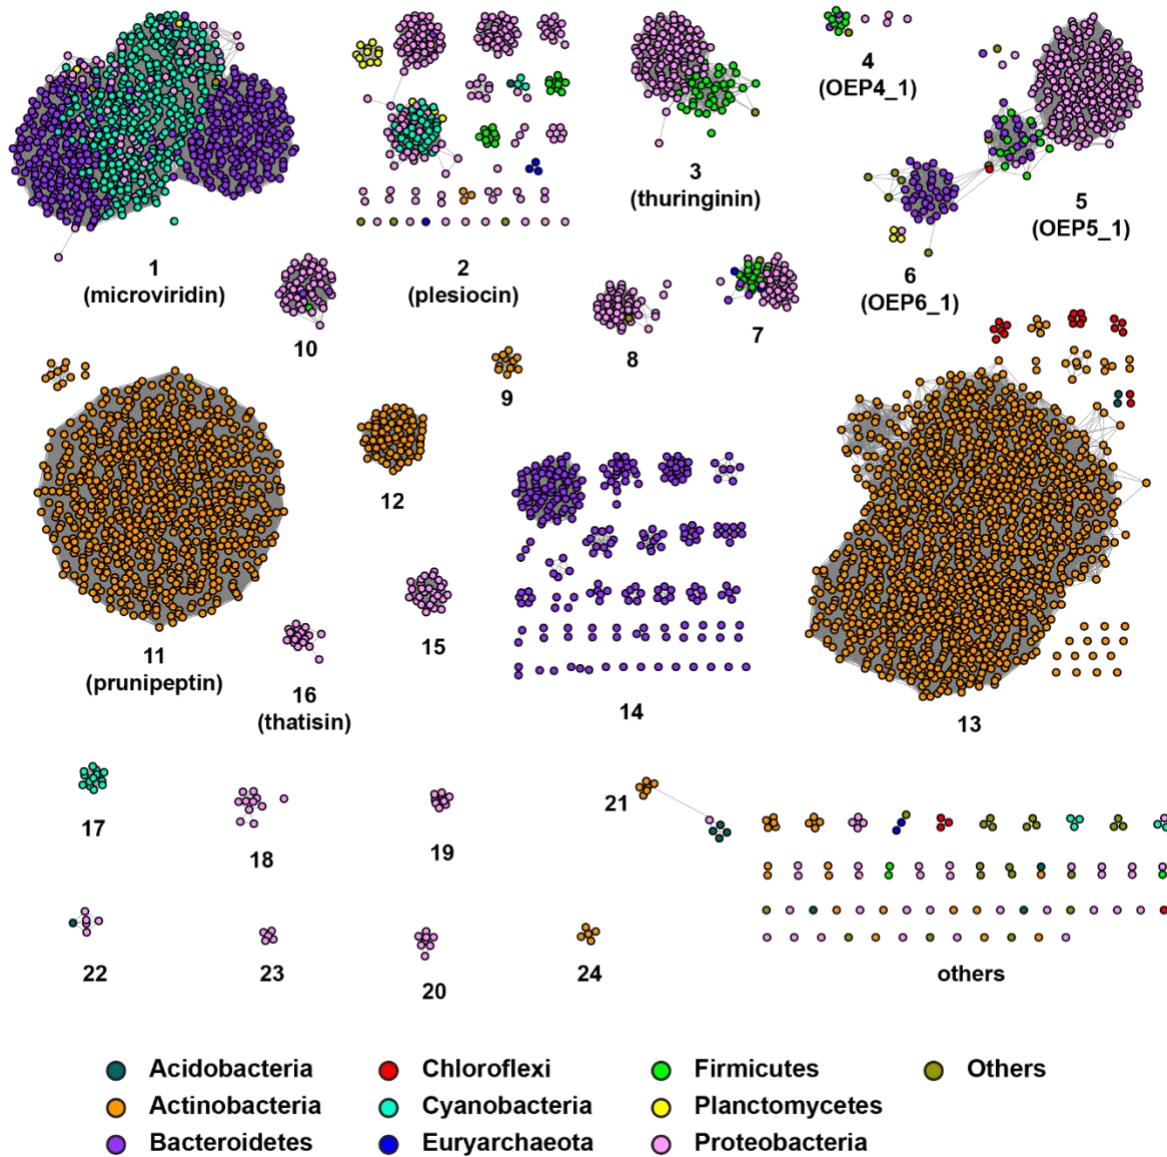 4
(OEP4_1)
3
(thuringinin)
5
(OEP5_1)
1
(microviridin)
2
(plesiocin)
6
(OEP6_1)
10
8
7
9
12
11
(prunipeptin)
15
16
(thatisin)
14
13
17
18
19
21
22
23
20
24
others
Acidobacteria
Chloroflexi
Firmicutes
Others
Actinobacteria
Cyanobacteria
Planctomycetes
Bacteroidetes
Euryarchaeota
Proteobacteria